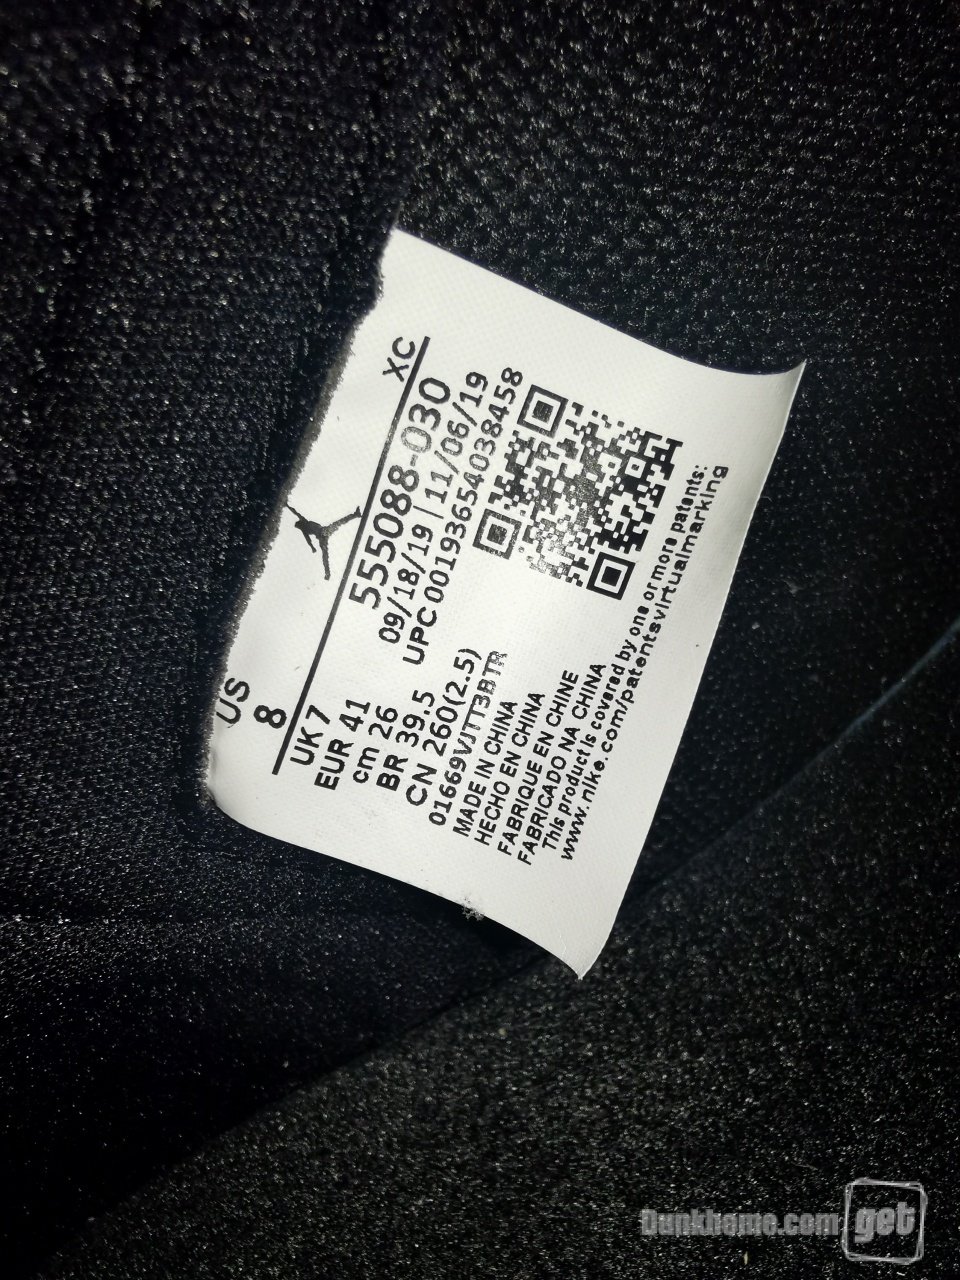 US
8
XC
UK 7
EUR 41
cm 26
BR 39.5
CN 260(2.5)
555088-030
09/18/19 | 11/06/19
UPC 00193654038458
01669VJTT3BTR
MADE IN CHINA
HECHO EN CHINA
FABRIQUE EN CHINE
FABRICADO NA CHINA
This product is covered by one or more patents:
www.nike.com/patentsvirtualmarking
Dunkhome.com get